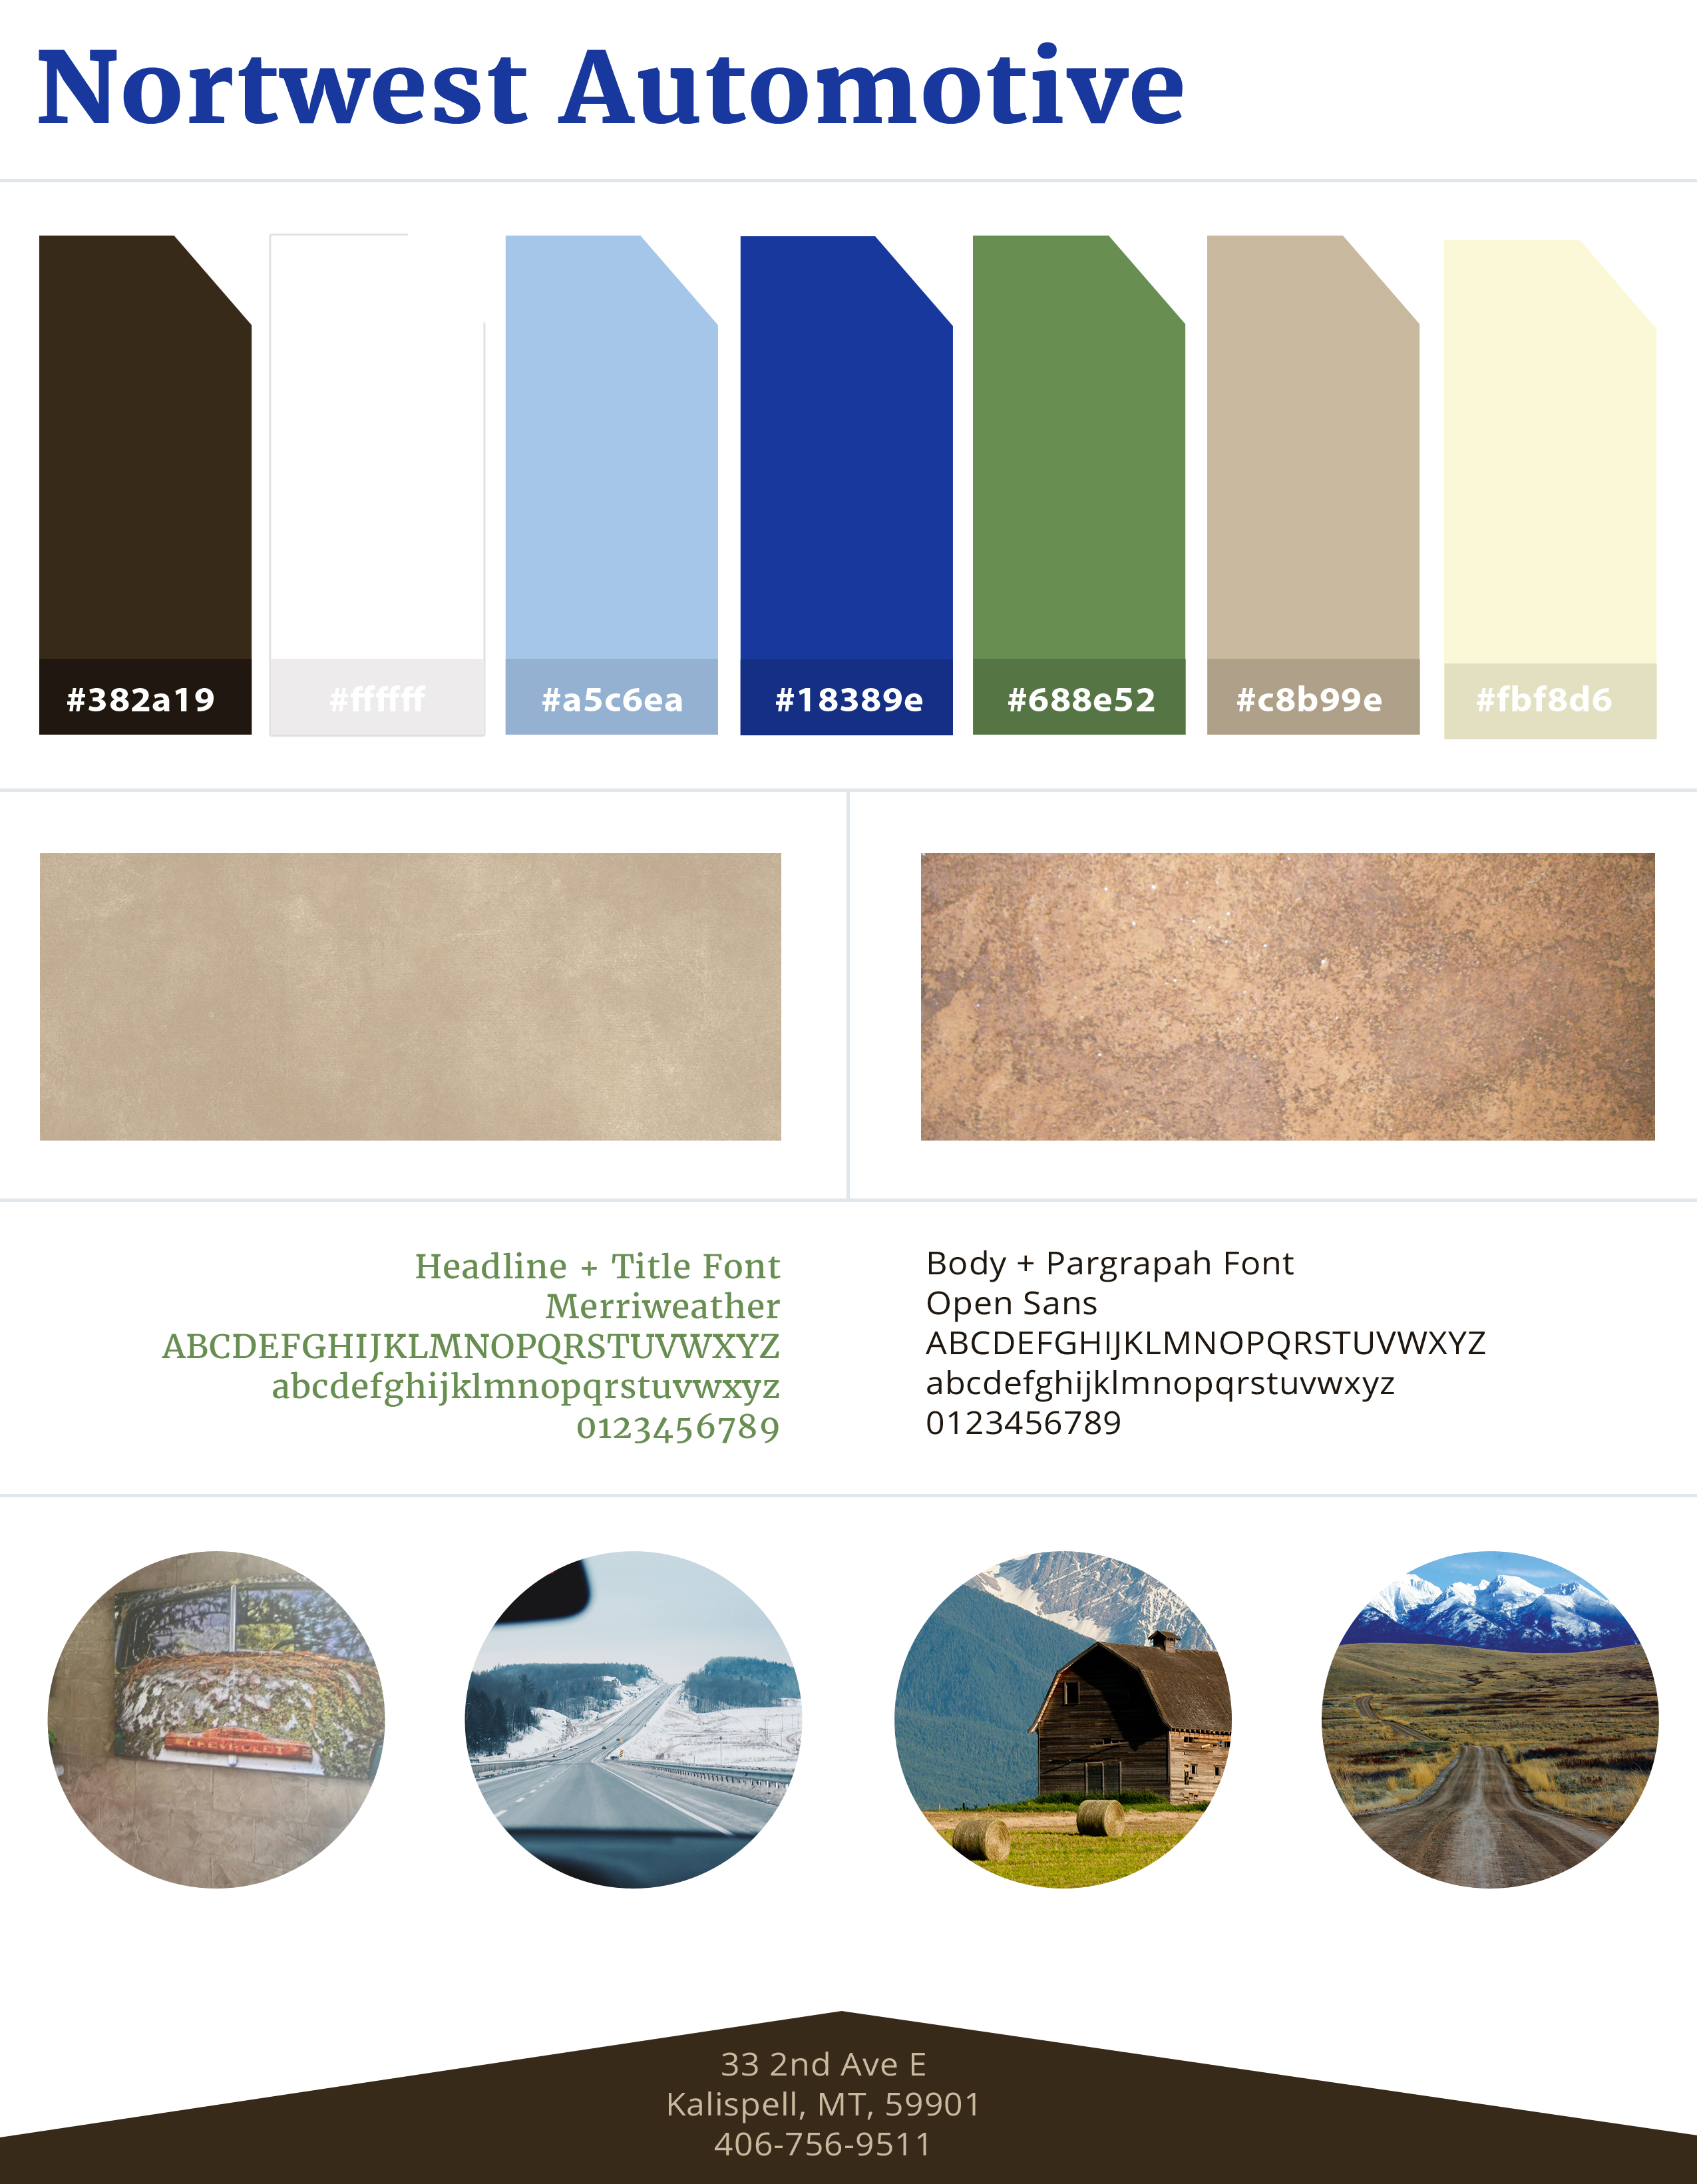 Nortwest Automotive
#382a19
#ffffff
#a5c6ea
#18389e
#688e52
#c8b99e
#fbf8d6
Headline + Title Font
Merriweather
ABCDEFGHIJKLMNOPQRSTUVWXYZ
abcdefghijklmnopqrstuvwxyz
0123456789
Body + Pargrapah Font
Open Sans
ABCDEFGHIJKLMNOPQRSTUVWXYZ
abcdefghijklmnopqrstuvwxyz
0123456789
CHEVROLET
33 2nd Ave E
Kalispell, MT, 59901
406-756-9511